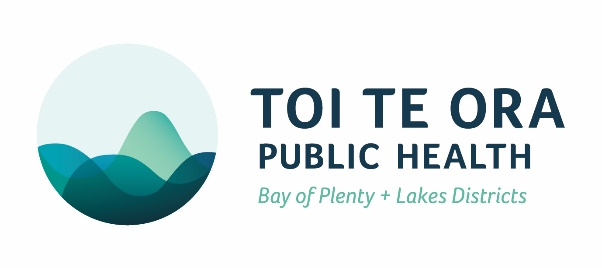 TOI TE ORA
PUBLIC HEALTH
Bay of Plenty + Lakes Districts